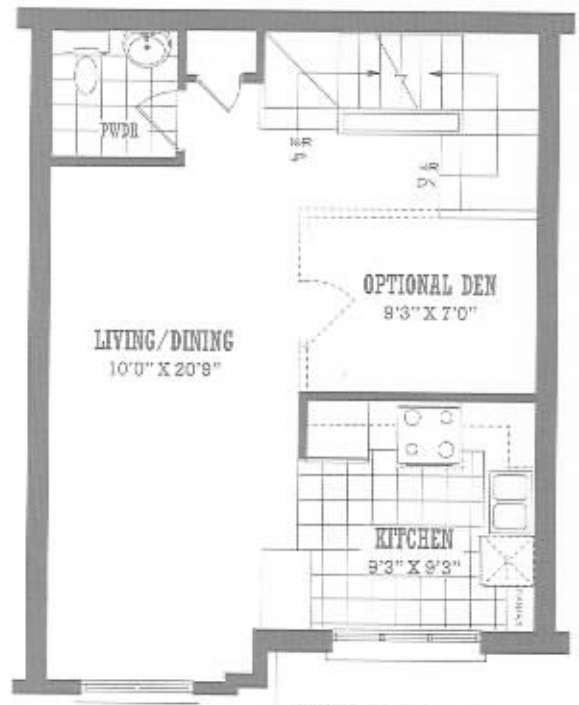 PWDR
OPTIONAL DEN
9'3" X 7'0"
LIVING/DINING
10'0" X 20'9"
KITCHEN
9'3" X 9'3"